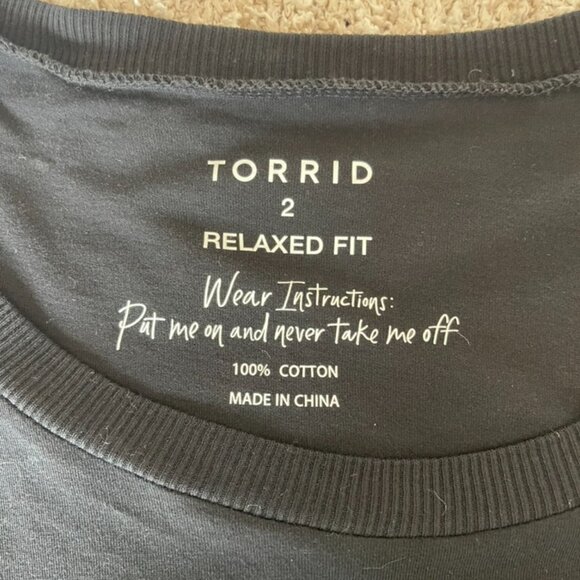 TORRID
2
RELAXED FIT
Wear Instructions:
Put me on and never take me off
100% COTTON
MADE IN CHINA